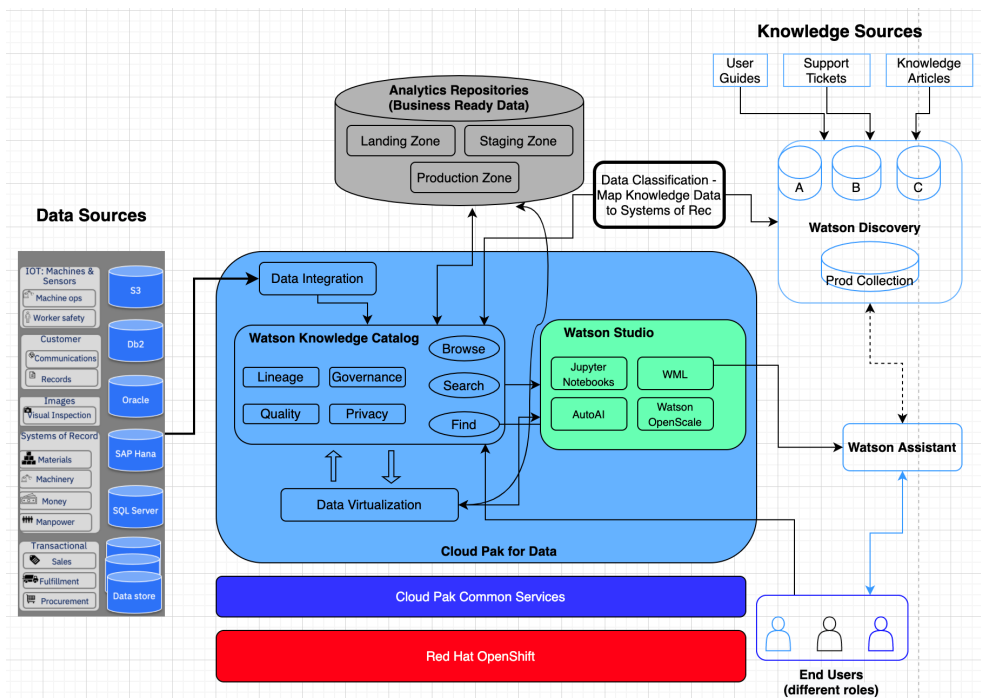 Knowledge Sources
User
Guides
Support
Tickets
Knowledge
Articles
Analytics Repositories
(Business Ready Data)
Landing Zone
Staging Zone
Production Zone
Data Classification -
Map Knowledge Data
to Systems of Rec
A
B
C
Watson Discovery
Prod Collection
Data Sources
IOT: Machines &
Sensors
Machine ops
Worker safety
Customer
Communications
Records
Images
Visual Inspection
Systems of Record
Materials
Machinery
Money
Manpower
Transactional
Sales
Fulfillment
Procurement
S3
Db2
Oracle
SAP Hana
SQL Server
Data store
Data Integration
Watson Knowledge Catalog
Lineage
Governance
Quality
Privacy
Browse
Search
Find
Watson Studio
Jupyter
Notebooks
WML
AutoAI
Watson
OpenScale
Data Virtualization
Cloud Pak for Data
Watson Assistant
Cloud Pak Common Services
Red Hat OpenShift
End Users
(different roles)